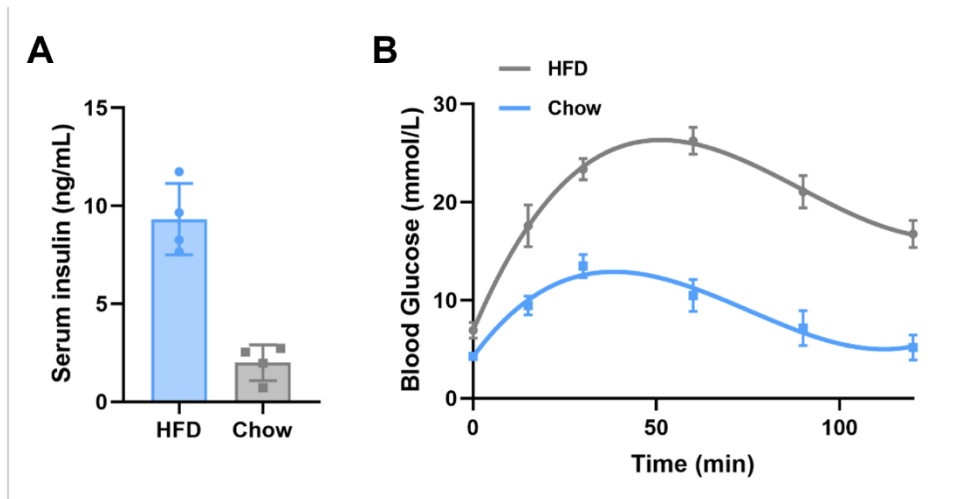 A
Serum insulin (ng/mL)
15
10
5
0
HFD
Chow
B
HFD
Chow
Blood Glucose (mmol/L)
30
20
10
0
0
50
100
Time (min)